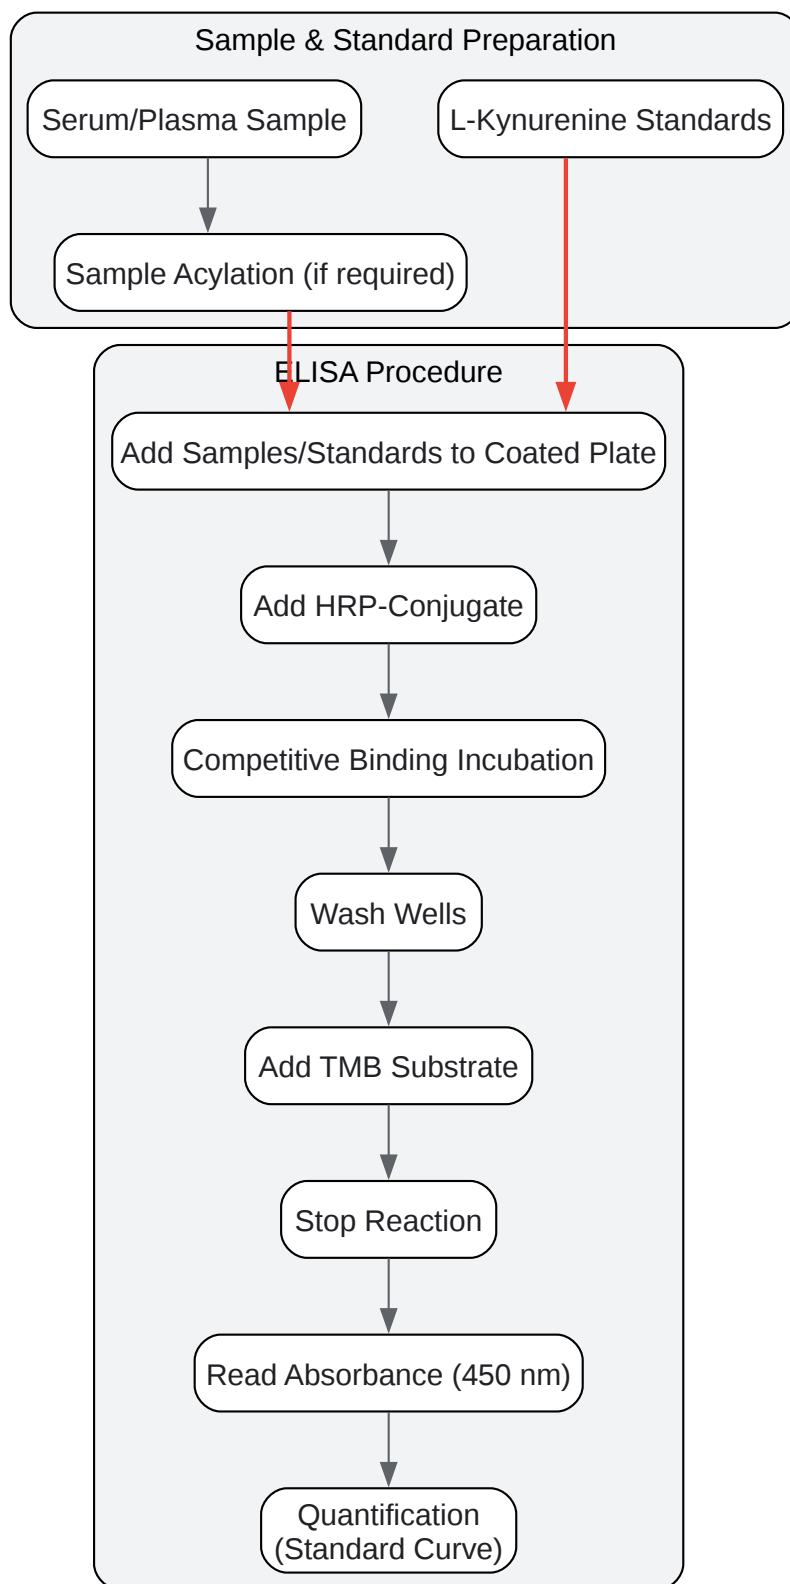 Sample & Standard Preparation
Serum/Plasma Sample
L-Kynurenine Standards
Sample Acylation (if required)
ELISA Procedure
Add Samples/Standards to Coated Plate
Add HRP-Conjugate
Competitive Binding Incubation
Wash Wells
Add TMB Substrate
Stop Reaction
Read Absorbance (450 nm)
Quantification
(Standard Curve)